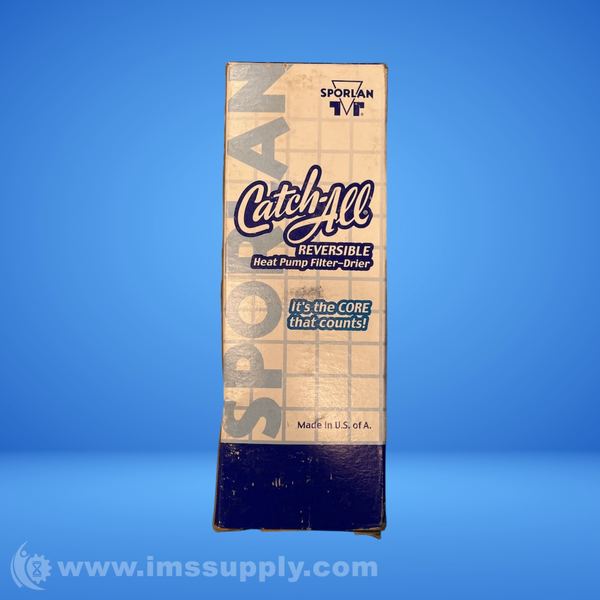 SPORLAN
SPORLAN
Catch-All
REVERSIBLE
Heat Pump Filter-Drier
It's the CORE
that counts!
Made in U.S. of A.
www.imssupply.com